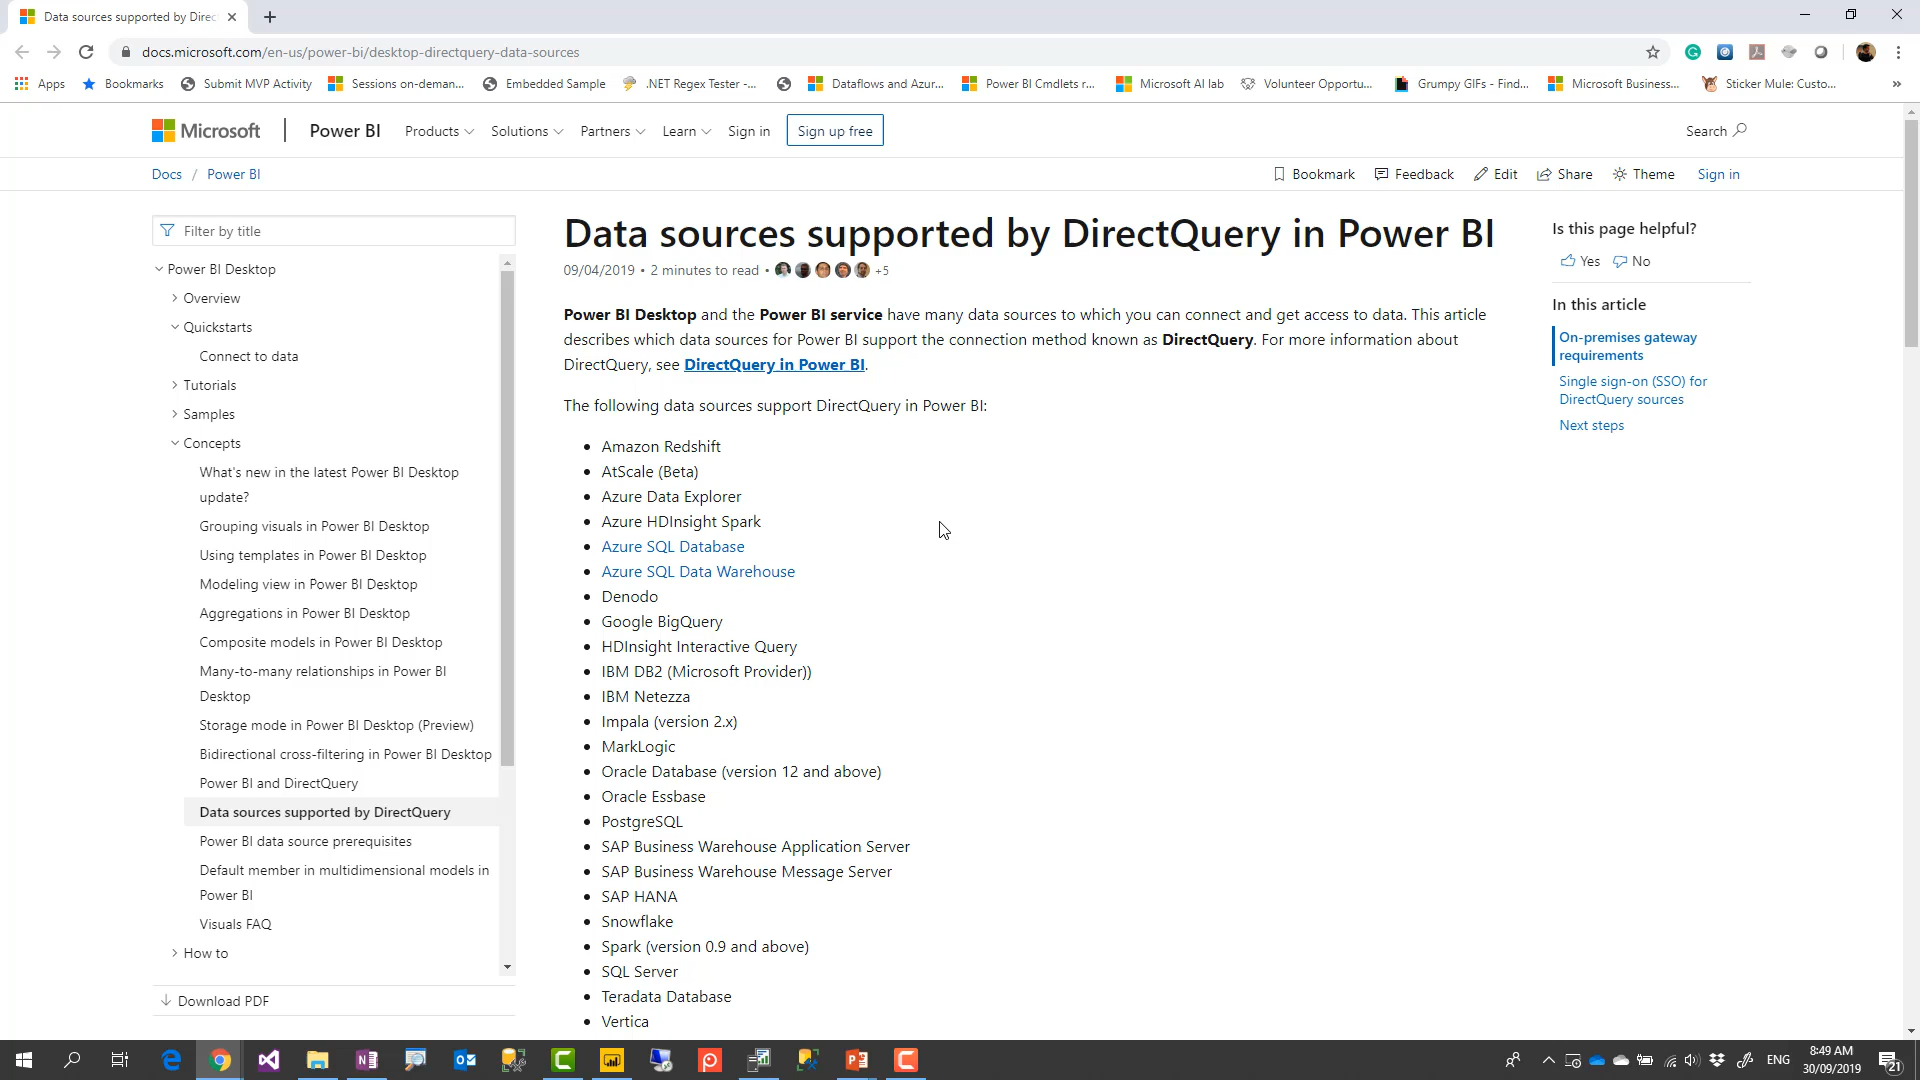 Data sources supported by Direc
docs.microsoft.com/en-us/power-bi/desktop-directquery-data-sources
Apps Bookmarks Submit MVP Activity Sessions on-deman... Embedded Sample .NET Regex Tester -... Dataflows and Azur... Power BI Cmdlets r... Microsoft AI lab Volunteer Opportu... Grumpy GIFs - Find... Microsoft Business... Sticker Mule: Custo... »
Microsoft Power BI Products Solutions Partners Learn Sign in Sign up free Search
Docs / Power BI Bookmark Feedback Edit Share Theme Sign in
Filter by title
Power BI Desktop
Overview
Quickstarts
Connect to data
Tutorials
Samples
Concepts
What's new in the latest Power BI Desktop
update?
Grouping visuals in Power BI Desktop
Using templates in Power BI Desktop
Modeling view in Power BI Desktop
Aggregations in Power BI Desktop
Composite models in Power BI Desktop
Many-to-many relationships in Power BI
Desktop
Storage mode in Power BI Desktop (Preview)
Bidirectional cross-filtering in Power BI Desktop
Power BI and DirectQuery
Data sources supported by DirectQuery
Power BI data source prerequisites
Default member in multidimensional models in
Power BI
Visuals FAQ
How to
Download PDF
Data sources supported by DirectQuery in Power BI
09/04/2019 • 2 minutes to read • +5
Power BI Desktop and the Power BI service have many data sources to which you can connect and get access to data. This article
describes which data sources for Power BI support the connection method known as DirectQuery. For more information about
DirectQuery, see DirectQuery in Power BI.
The following data sources support DirectQuery in Power BI:
• Amazon Redshift
• AtScale (Beta)
• Azure Data Explorer
• Azure HDInsight Spark
• Azure SQL Database
• Azure SQL Data Warehouse
• Denodo
• Google BigQuery
• HDInsight Interactive Query
• IBM DB2 (Microsoft Provider))
• IBM Netezza
• Impala (version 2.x)
• MarkLogic
• Oracle Database (version 12 and above)
• Oracle Essbase
• PostgreSQL
• SAP Business Warehouse Application Server
• SAP Business Warehouse Message Server
• SAP HANA
• Snowflake
• Spark (version 0.9 and above)
• SQL Server
• Teradata Database
• Vertica
Is this page helpful?
Yes No
In this article
On-premises gateway
requirements
Single sign-on (SSO) for
DirectQuery sources
Next steps
ENG
8:49 AM
30/09/2019
21